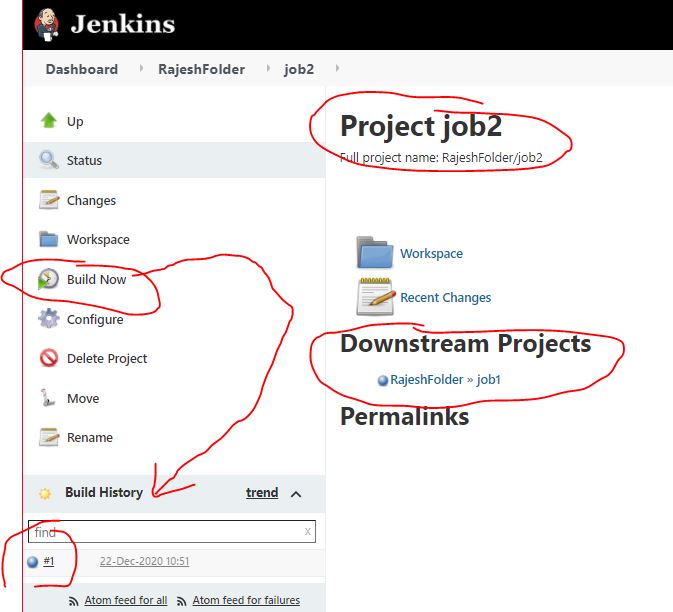 Jenkins
Dashboard RajeshFolder job2
Up
Status
Changes
Workspace
Build Now
Configure
Delete Project
Move
Rename
Build History trend
find x
#1 22-Dec-2020 10:51
Atom feed for all Atom feed for failures
Project job2
Full project name: RajeshFolder/job2
Workspace
Recent Changes
Downstream Projects
RajeshFolder » job1
Permalinks